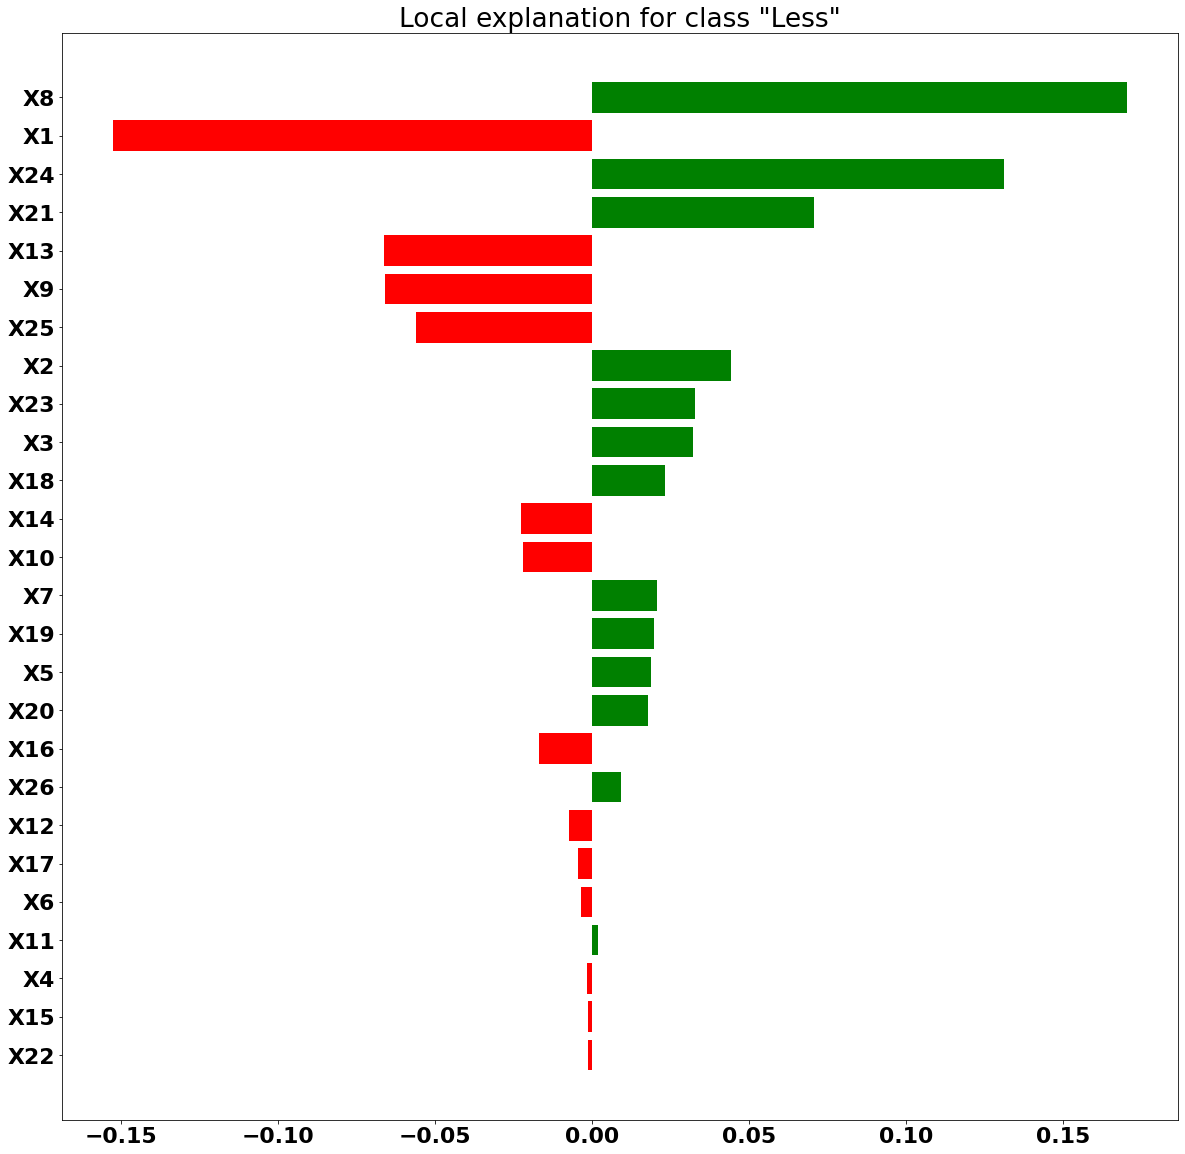 Local explanation for class "Less"
X8
X1
X24
X21
X13
X9
X25
X2
X23
X3
X18
X14
X10
X7
X19
X5
X20
X16
X26
X12
X17
X6
X11
X4
X15
X22
−0.15 −0.10 −0.05 0.00 0.05 0.10 0.15